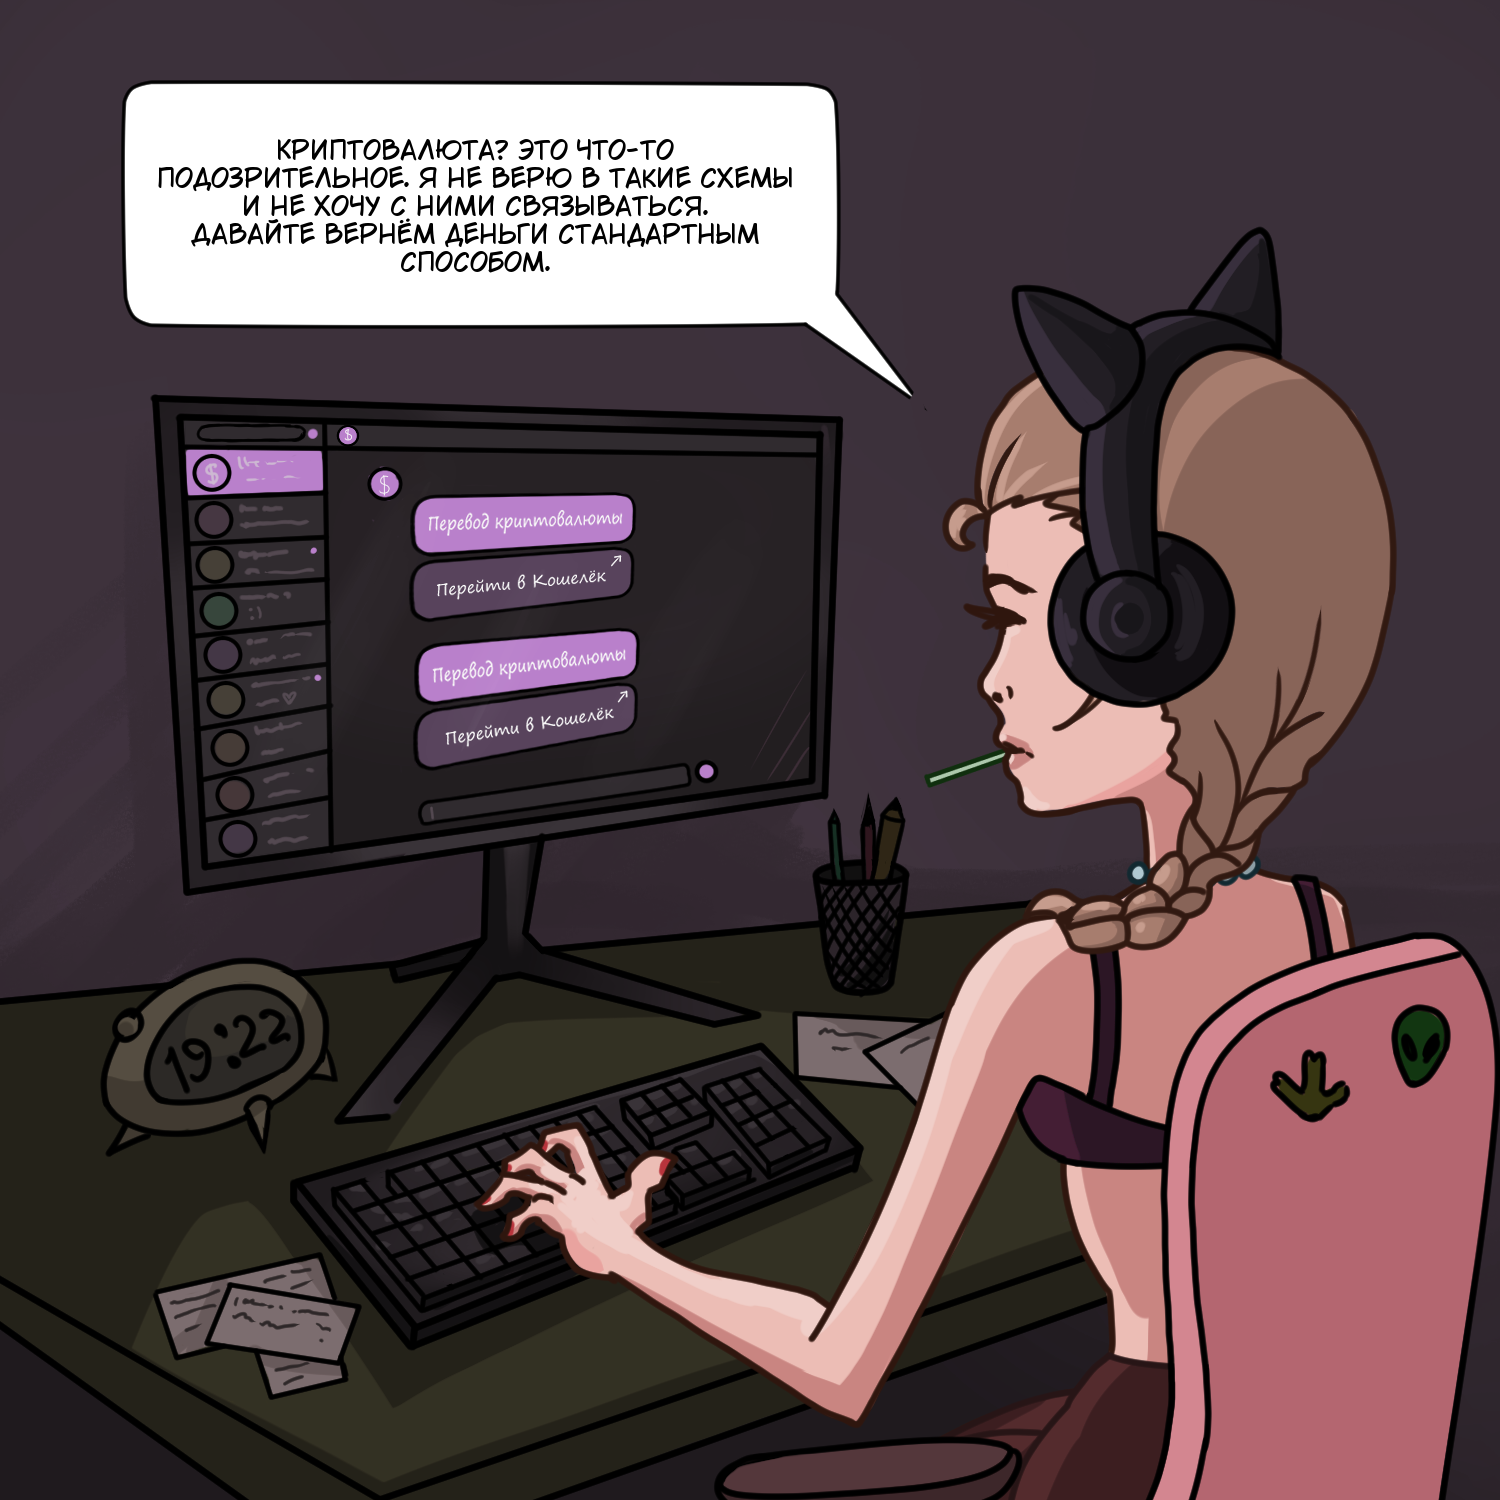 КРИПТОВАЛЮТА? ЭТО ЧТО-ТО
ПОДОЗРИТЕЛЬНОЕ. Я НЕ ВЕРЮ В ТАКИЕ СХЕМЫ
И НЕ ХОЧУ С НИМИ СВЯЗЫВАТЬСЯ.
ДАВАЙТЕ ВЕРНЁМ ДЕНЬГИ СТАНДАРТНЫМ
СПОСОБОМ.
$
$
$
Перевод криптовалюты
Перейти в Кошелёк
:)
Перевод криптовалюты
Перейти в Кошелёк
19:22